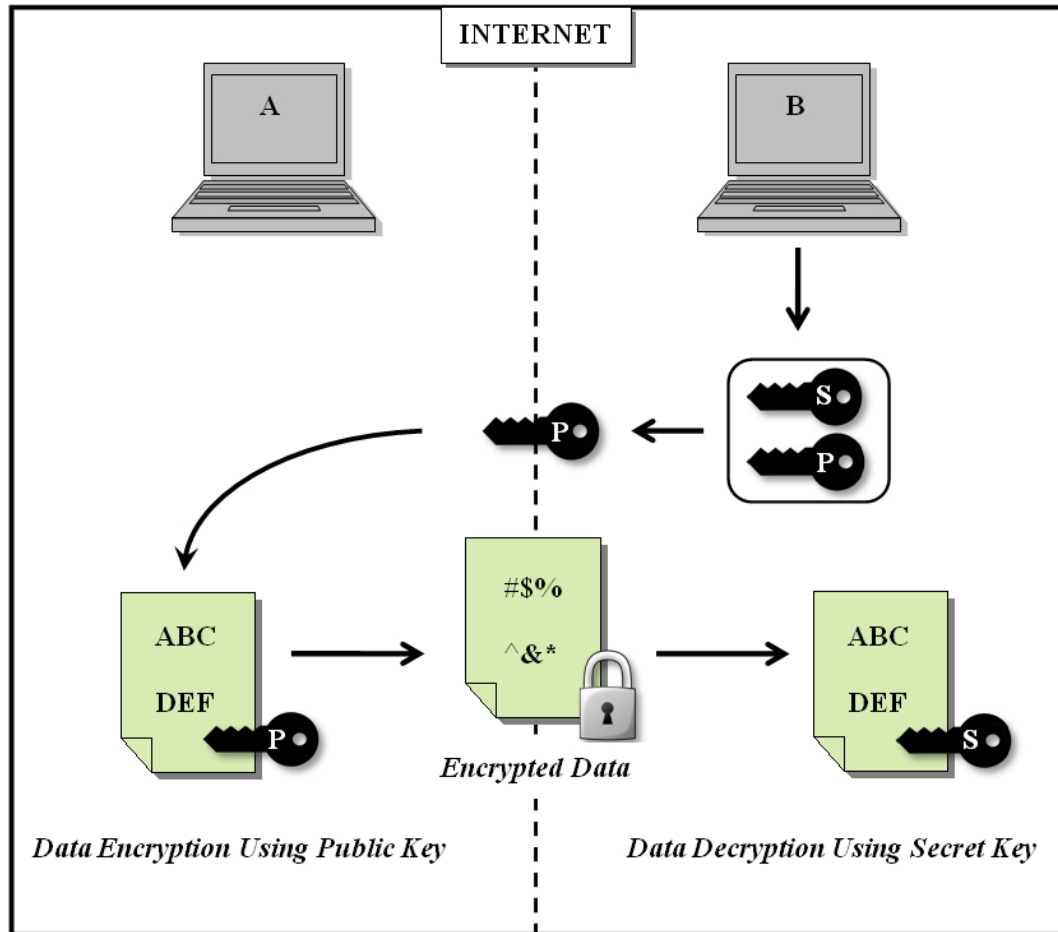 INTERNET
A
B
S
P
P
#$%
^&*
ABC
DEF
P
ABC
DEF
S
Encrypted Data
Data Encryption Using Public Key
Data Decryption Using Secret Key